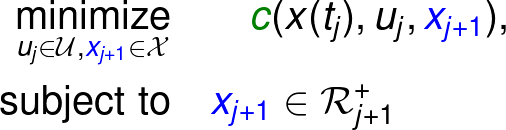 minimize c(x(t_j), u_j, x_{j+1}),
u_j∈𝒰, x_{j+1}∈𝒳
subject to x_{j+1} ∈ ℛ^+_{j+1}